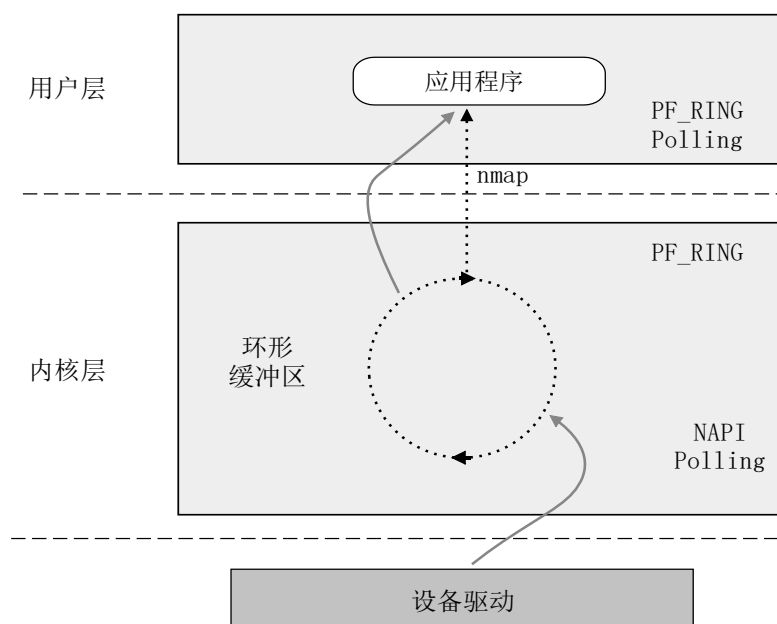 用户层
应用程序
PF_RING
Polling
nmap
PF_RING
环形
缓冲区
内核层
NAPI
Polling
设备驱动